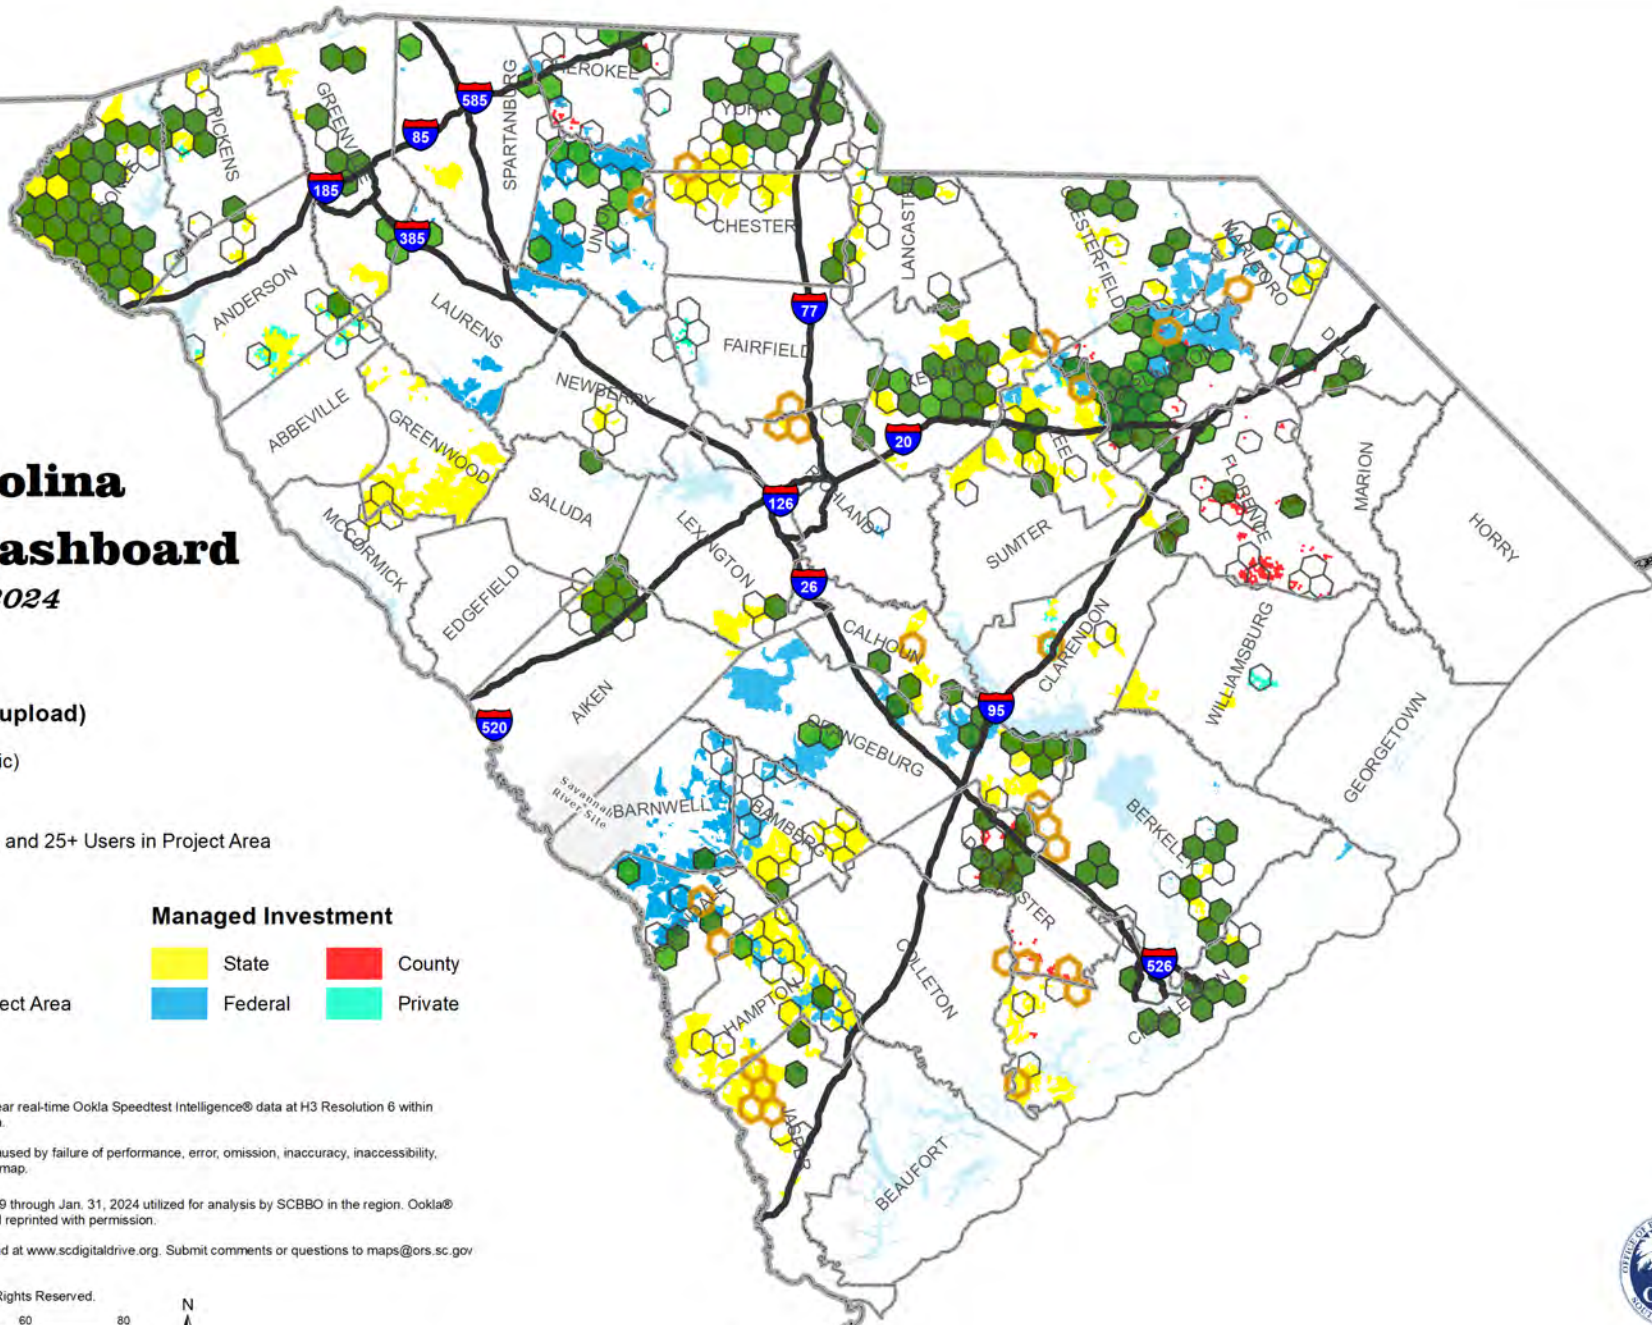 olina
ashboard
2024
upload)
ic)
and 25+ Users in Project Area
Managed Investment
State
County
Federal
Private
ect Area
ear real-time Ookla Speedtest Intelligence® data at H3 Resolution 6 within
aused by failure of performance, error, omission, inaccuracy, inaccessibility,
map.
9 through Jan. 31, 2024 utilized for analysis by SCBBO in the region. Ookla®
reprinted with permission.
d at www.scdigitaldrive.org. Submit comments or questions to maps@ors.sc.gov
Rights Reserved.
60 80
N
PICKENS
GREENVILLE
SPARTANBURG
CHEROKEE
YORK
UNION
CHESTER
LANCASTER
CHESTERFIELD
MARLBORO
ANDERSON
LAURENS
FAIRFIELD
KERSHAW
DILLON
ABBEVILLE
GREENWOOD
NEWBERRY
LEE
FLORENCE
MARION
HORRY
MCCORMICK
SALUDA
LEXINGTON
RICHLAND
SUMTER
EDGEFIELD
CALHOUN
CLARENDON
WILLIAMSBURG
GEORGETOWN
AIKEN
ORANGEBURG
Savannah
River Site
BARNWELL
BAMBERG
BERKELEY
HAMPTON
COLLETON
JASPER
BEAUFORT
585
85
185
385
77
20
126
26
520
95
526